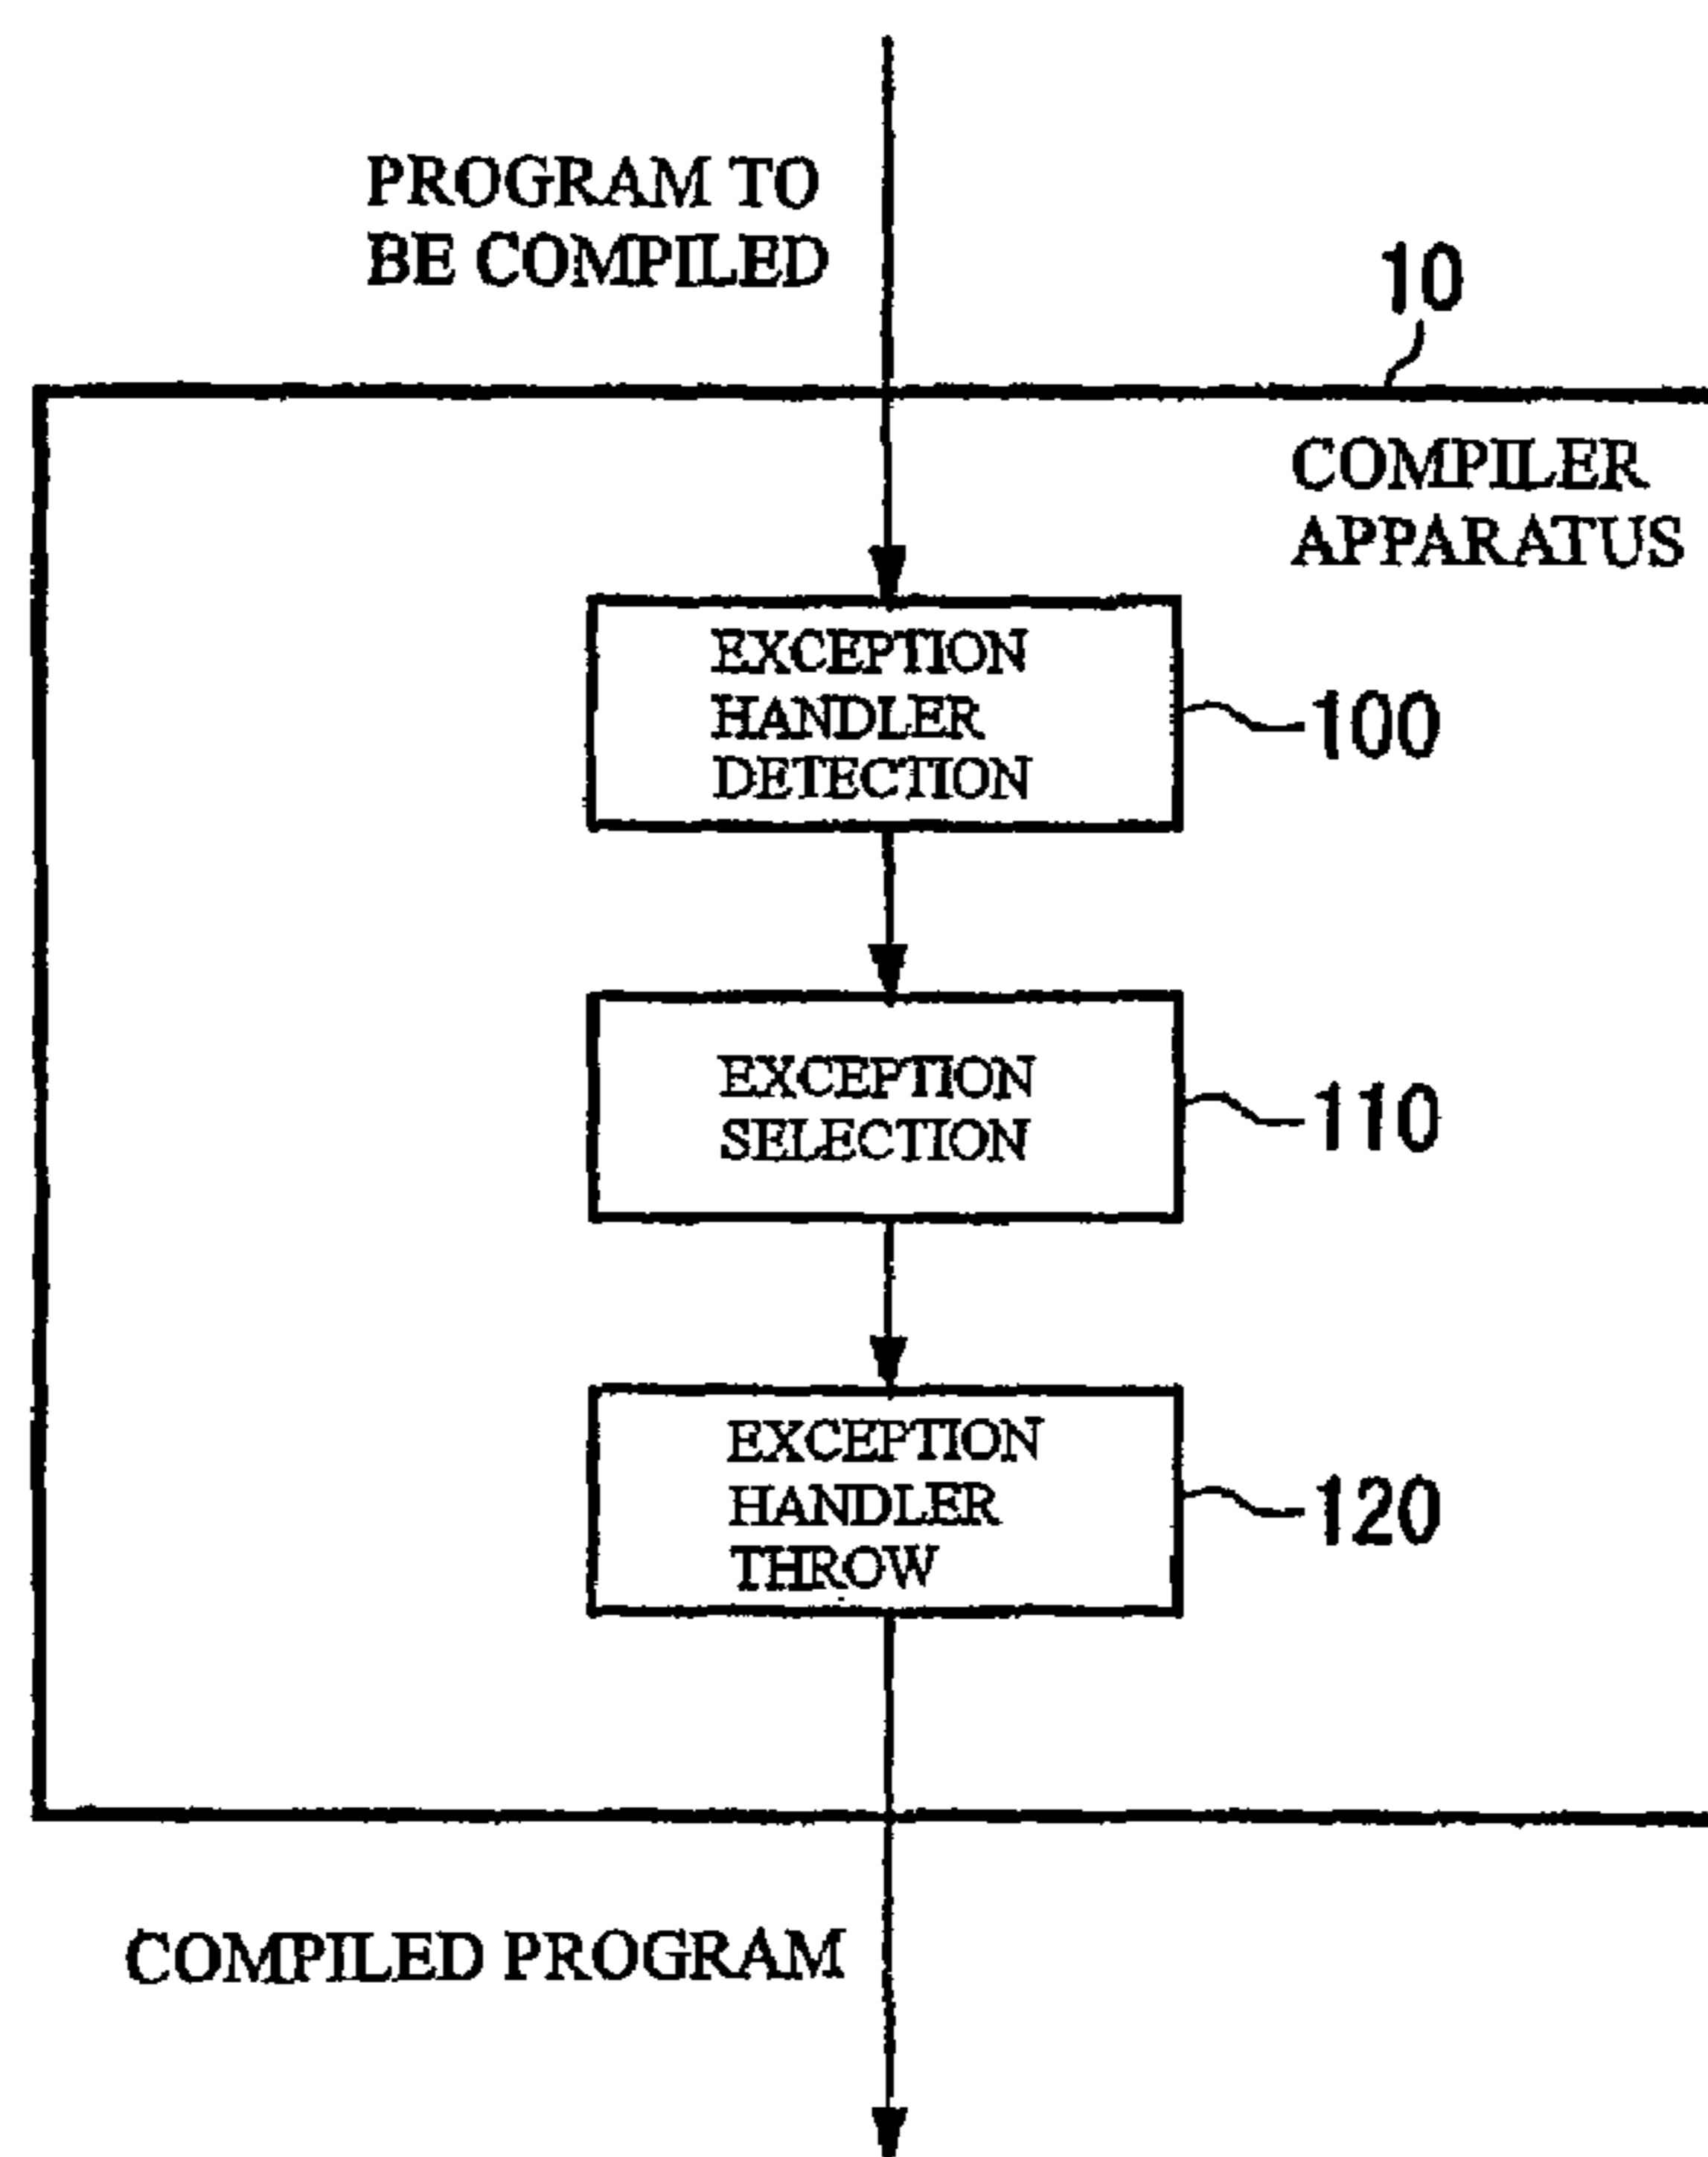 PROGRAM TO
BE COMPILED
10
COMPILER
APPARATUS
EXCEPTION
HANDLER
DETECTION
100
EXCEPTION
SELECTION
110
EXCEPTION
HANDLER
THROW
120
COMPILED PROGRAM